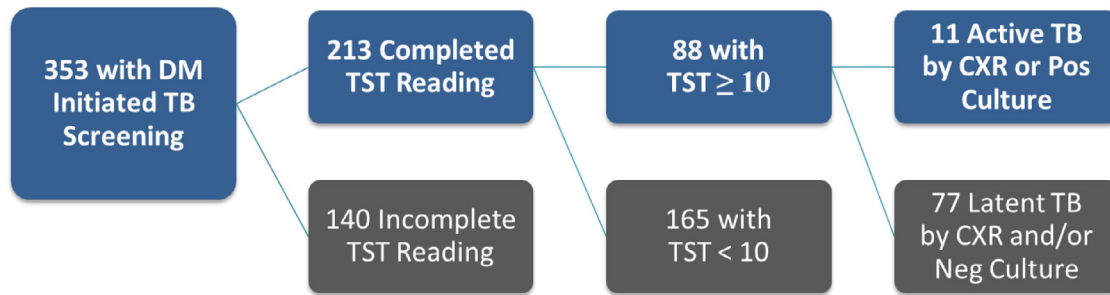 353 with DM
Initiated TB
Screening
213 Completed
TST Reading
88 with
TST ≥ 10
11 Active TB
by CXR or Pos
Culture
140 Incomplete
TST Reading
165 with
TST < 10
77 Latent TB
by CXR and/or
Neg Culture